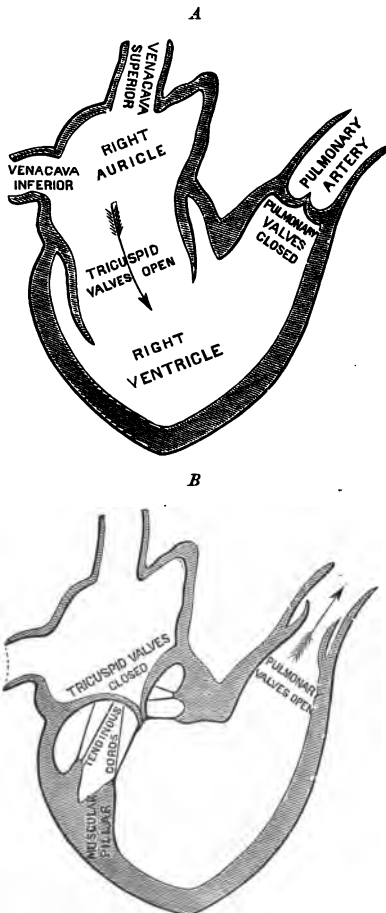 A
VENACAVA
SUPERIOR
RIGHT
AURICLE
VENACAVA
INFERIOR
PULMONARY
ARTERY
PULMONARY
VALVES
CLOSED
TRICUSPID
VALVES OPEN
RIGHT
VENTRICLE
B
TRICUSPID VALVES
CLOSED
PULMONAR
VALVES OPEN
TENDINOUS
CORDS
MUSCULAR
PILLAR